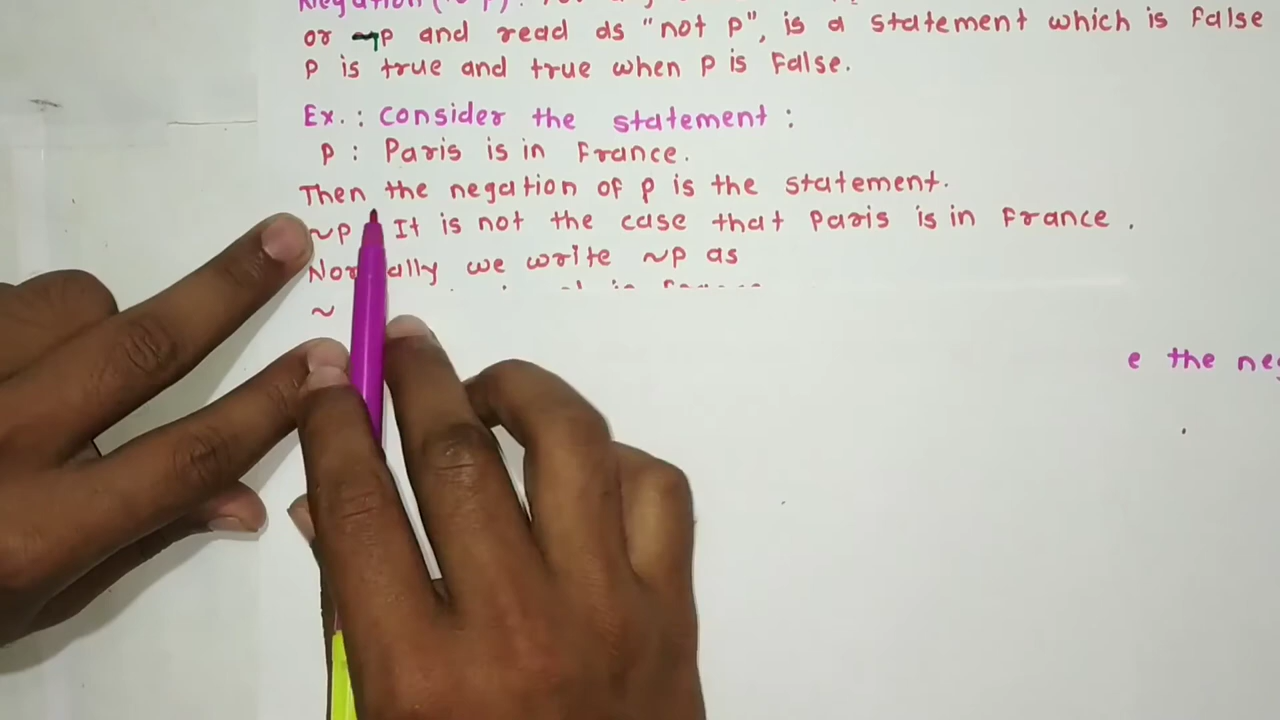 Negation (~p) :
or ¬p and read as "not p", is a statement which is false
p is true and true when p is false.
Ex. : Consider the statement :
p : Paris is in France.
Then the negation of p is the statement.
~p It is not the case that Paris is in France.
Normally we write ~p as
~
e the neg